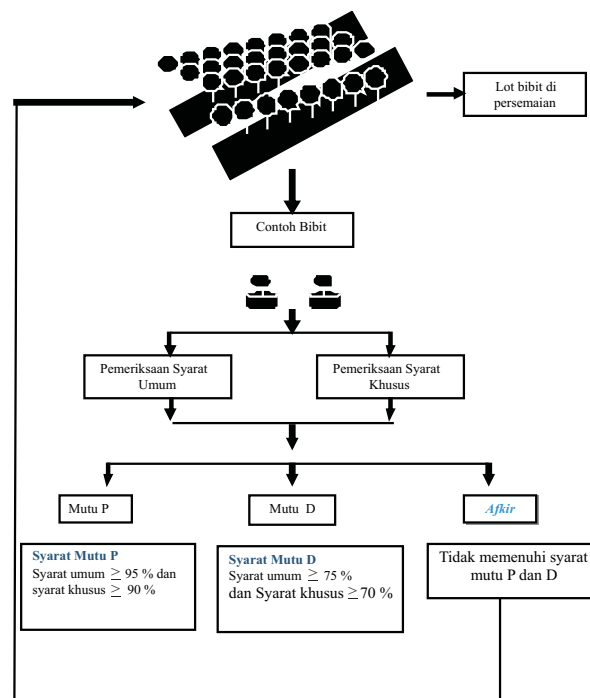 Lot bibit di
persemaian
Contoh Bibit
Pemeriksaan Syarat
Umum
Pemeriksaan Syarat
Khusus
Mutu P
Mutu D
Afkir
Syarat Mutu P
Syarat umum ≥ 95 % dan
syarat khusus ≥ 90 %
Syarat Mutu D
Syarat umum ≥ 75 %
dan Syarat khusus ≥ 70 %
Tidak memenuhi syarat
mutu P dan D